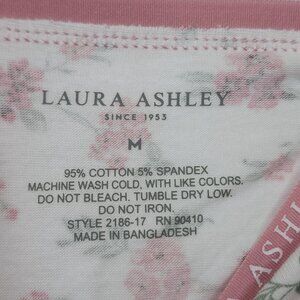 LAURA ASHLEY
SINCE 1953
M
95% COTTON 5% SPANDEX
MACHINE WASH COLD, WITH LIKE COLORS.
DO NOT BLEACH. TUMBLE DRY LOW.
DO NOT IRON.
STYLE 2186-17 RN 90410
MADE IN BANGLADESH
ASHL